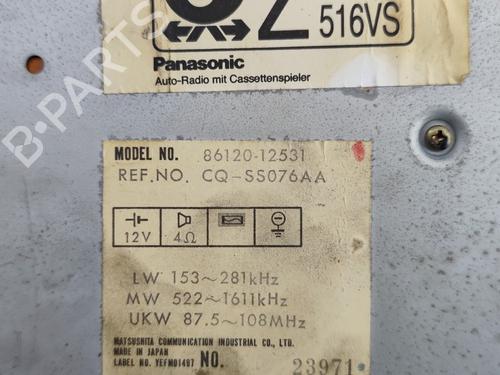 516VS
Panasonic
Auto-Radio mit Cassettenspieler
B-PARTS
MODEL NO. 86120-12531
REF.NO. CQ-SS076AA
12V 4Ω
LW 153~281kHz
MW 522~1611kHz
UKW 87.5~108MHz
MATSUSHITA COMMUNICATION INDUSTRIAL CO., LTD.
MADE IN JAPAN
LABEL NO. YEFM01497 NO. 23971